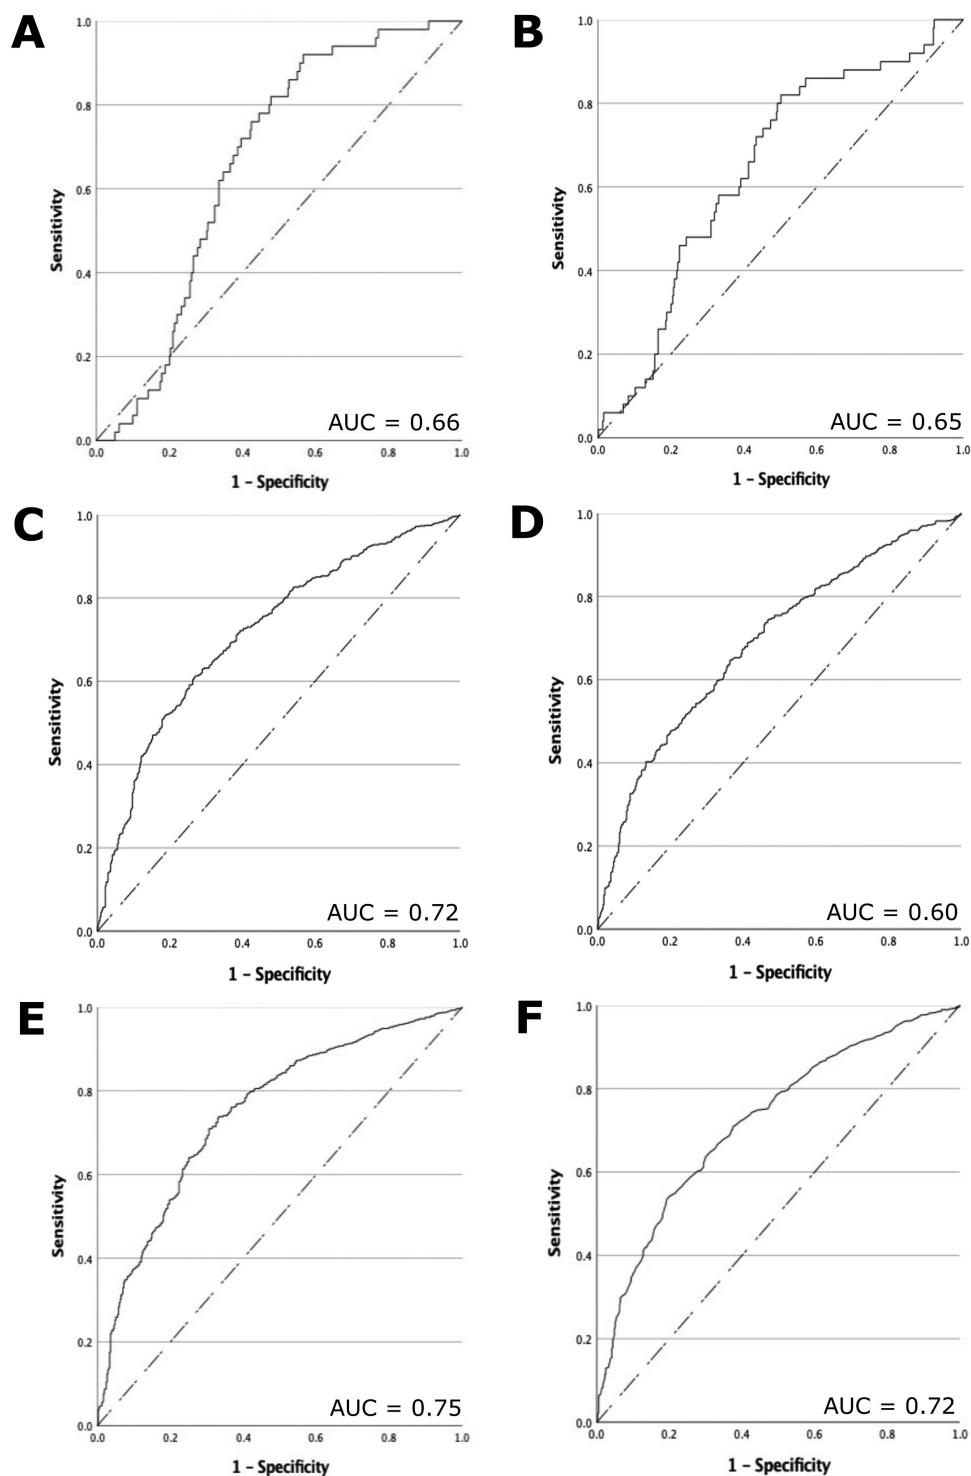 A
1.0
0.8
0.6
0.4
0.2
0.0
Sensitivity
0.0 0.2 0.4 0.6 0.8 1.0
1 – Specificity
AUC = 0.66
B
1.0
0.8
0.6
0.4
0.2
0.0
Sensitivity
0.0 0.2 0.4 0.6 0.8 1.0
1 – Specificity
AUC = 0.65
C
1.0
0.8
0.6
0.4
0.2
0.0
Sensitivity
0.0 0.2 0.4 0.6 0.8 1.0
1 – Specificity
AUC = 0.72
D
1.0
0.8
0.6
0.4
0.2
0.0
Sensitivity
0.0 0.2 0.4 0.6 0.8 1.0
1 – Specificity
AUC = 0.60
E
1.0
0.8
0.6
0.4
0.2
0.0
Sensitivity
0.0 0.2 0.4 0.6 0.8 1.0
1 – Specificity
AUC = 0.75
F
1.0
0.8
0.6
0.4
0.2
0.0
Sensitivity
0.0 0.2 0.4 0.6 0.8 1.0
1 – Specificity
AUC = 0.72